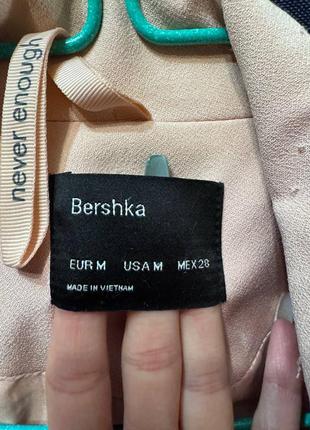 never enough
Bershka
EUR M USA M MEX 28
MADE IN VIETNAM